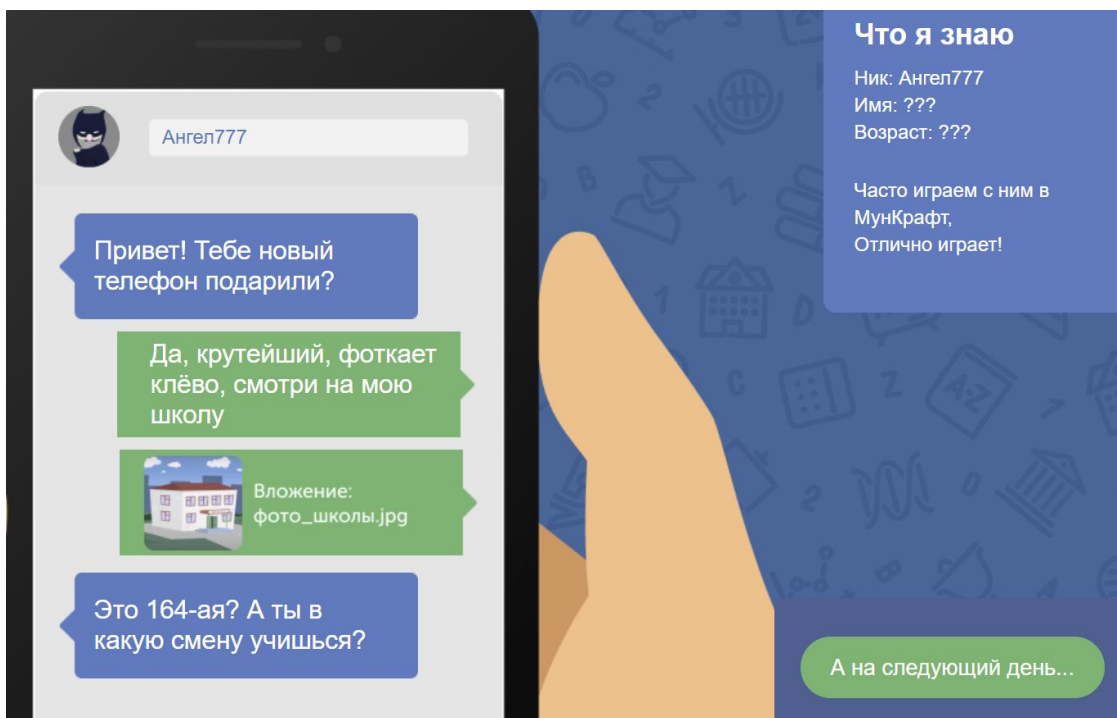 Ангел777
Привет! Тебе новый
телефон подарили?
Да, крутейший, фоткает
клёво, смотри на мою
школу
Вложение:
фото_школы.jpg
Это 164-ая? А ты в
какую смену учишься?
Что я знаю
Ник: Ангел777
Имя: ???
Возраст: ???
Часто играем с ним в
МунКрафт,
Отлично играет!
А на следующий день...